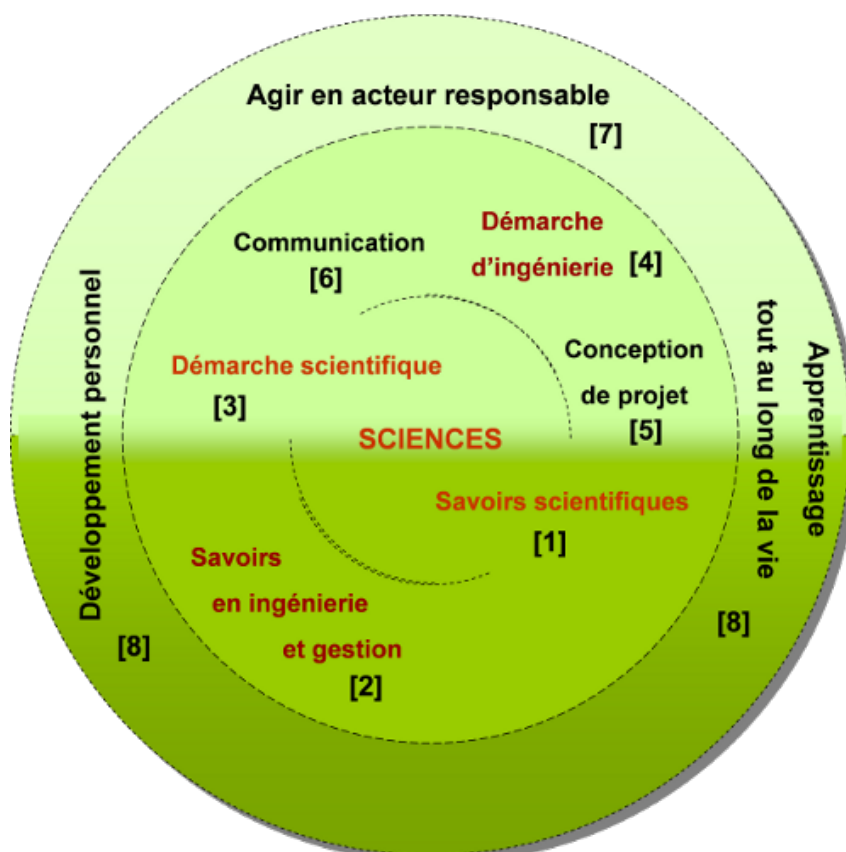 Agir en acteur responsable
[7]
Démarche
d’ingénierie [4]
Communication
[6]
Développement personnel
[8]
Apprentissage
tout au long de la vie
[8]
Démarche scientifique
[3]
Conception
de projet
[5]
SCIENCES
Savoirs scientifiques
[1]
Savoirs
en ingénierie
et gestion
[2]